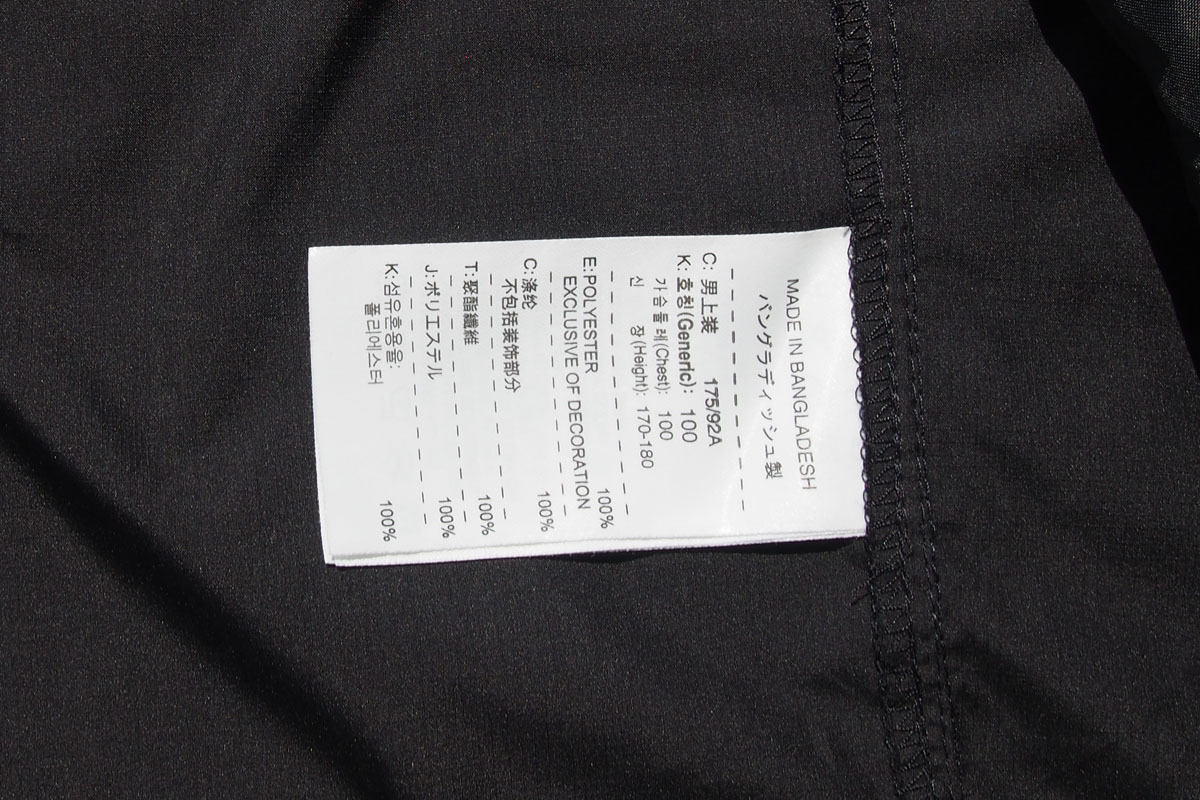 MADE IN BANGLADESH
バングラディッシュ製
C: 男上装 175/92A
K: 호칭(Generic): 100
가슴둘레(Chest): 100
신 장(Height): 170-180
E: POLYESTER 100%
EXCLUSIVE OF DECORATION
C: 涤纶 100%
不包括装饰部分
T: 聚酯纖維 100%
J: ポリエステル 100%
K: 섬유혼용율:
폴리에스터 100%